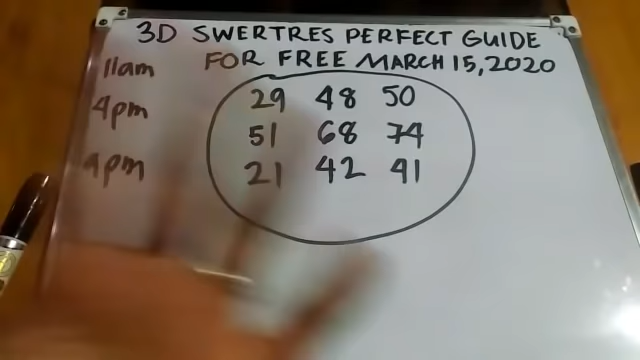 3D SWERTRES PERFECT GUIDE
FOR FREE MARCH 15, 2020
11am
29 48 50
4pm
51 68 74
9pm
21 42 41